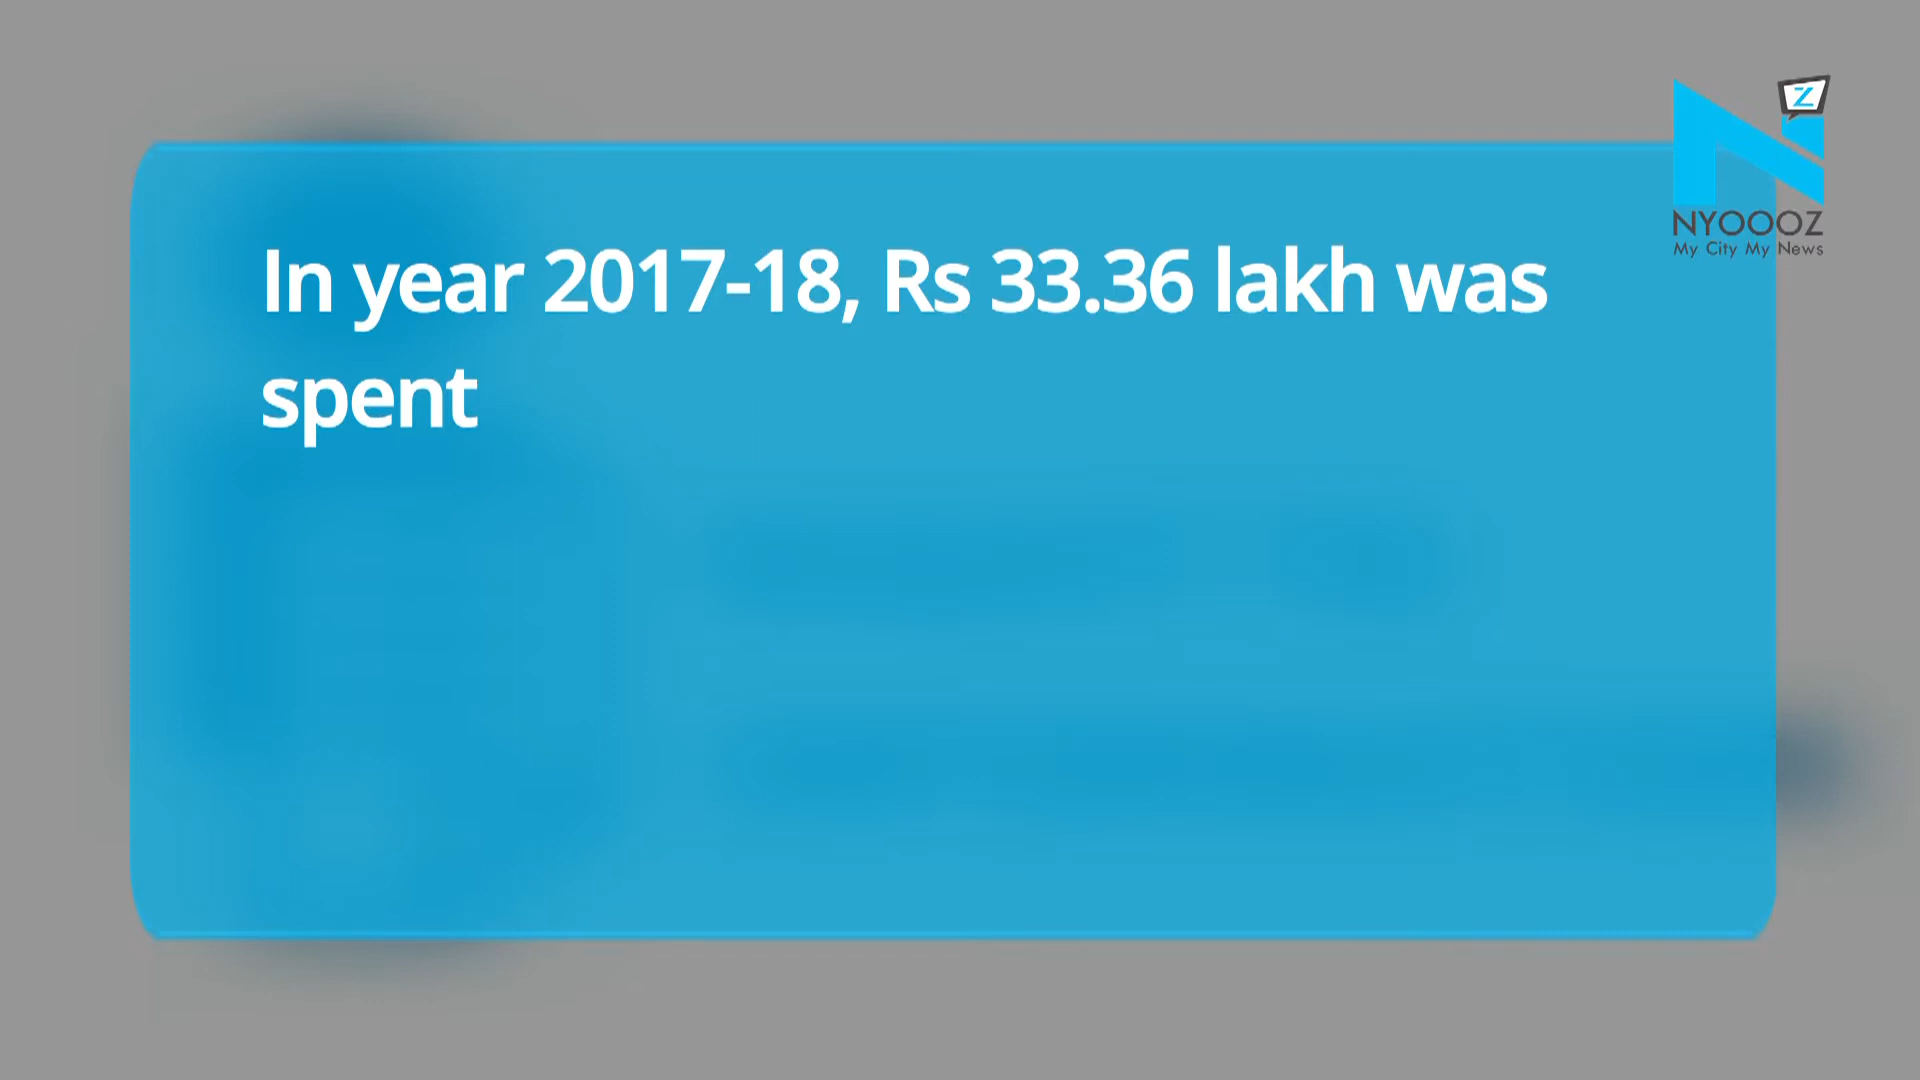 In year 2017-18, Rs 33.36 lakh was
spent
Z
NYOOOZ
My City My News